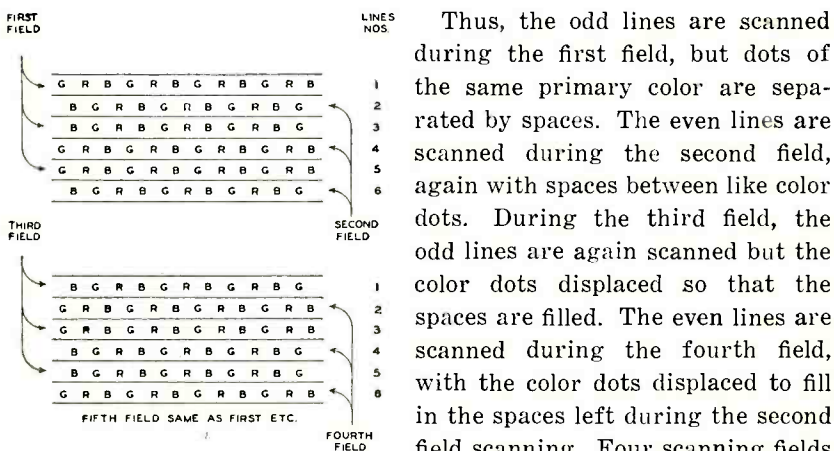 FIRST
FIELD
LINES
NOS.
G R B G R B G R B G R B 1
B G R B G R B G R B G 2
B G R B G R B G R B G 3
G R B G R B G R B G R B 4
G R B G R B G R B G R B 5
B G R B G R B G R B G 6
THIRD
FIELD
SECOND
FIELD
B G R B G R B G R B G 1
G R B G R B G R B G R B 2
G R B G R B G R B G R B 3
B G R B G R B G R B G 4
B G R B G R B G R B G 5
G R B G R B G R B G R B 6
FIFTH FIELD SAME AS FIRST ETC.
FOURTH
FIELD
Thus, the odd lines are scanned
during the first field, but dots of
the same primary color are sepa-
rated by spaces. The even lines are
scanned during the second field,
again with spaces between like color
dots. During the third field, the
odd lines are again scanned but the
color dots displaced so that the
spaces are filled. The even lines are
scanned during the fourth field,
with the color dots displaced to fill
in the spaces left during the second
field scanning. Four scanning fields